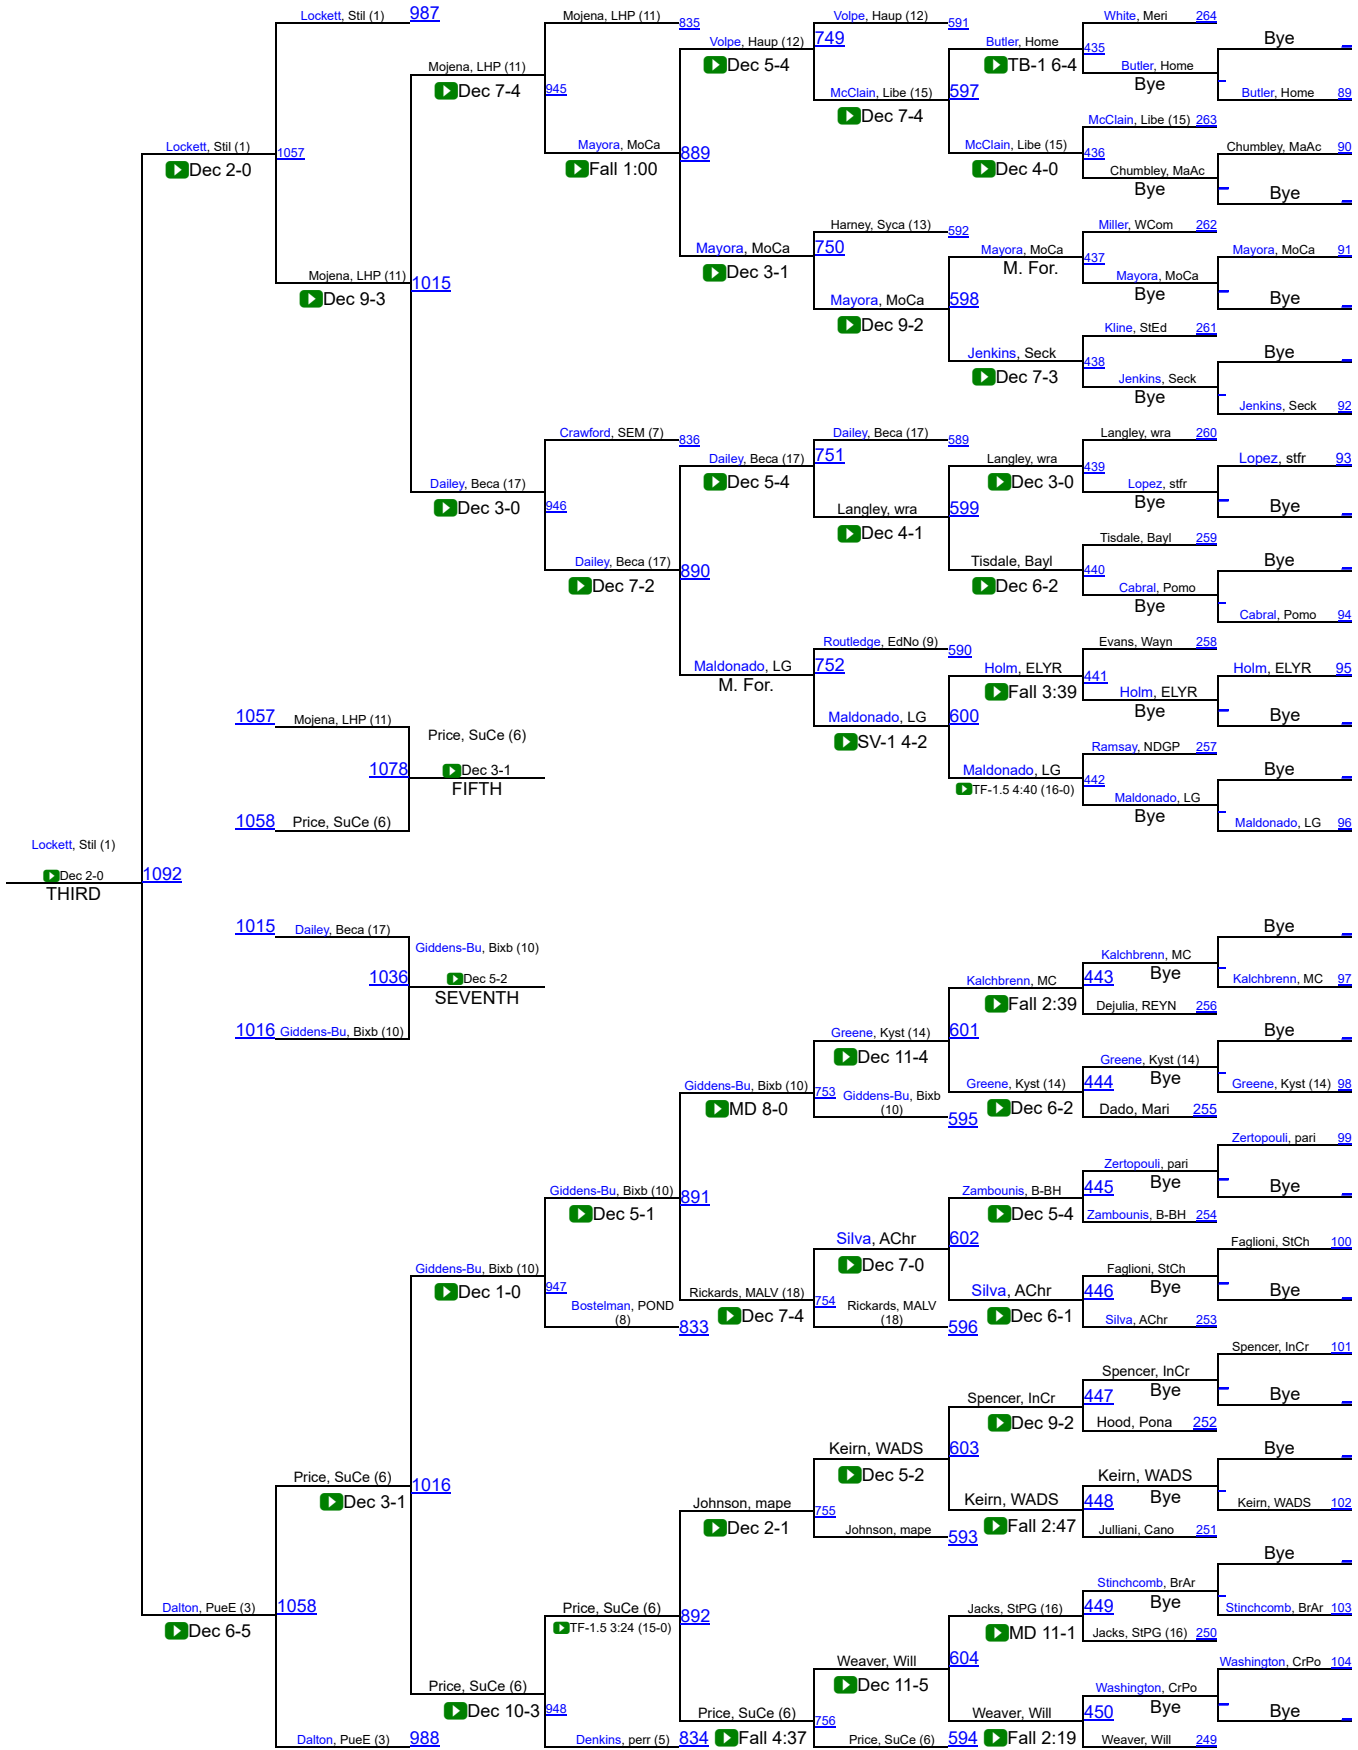 Lockett, Stil (1) 987
Mojena, LHP (11) 835
Volpe, Haup (12) 591
White, Meri 264
Bye
Volpe, Haup (12) 749
Butler, Home 435
Dec 5-4
TB-1 6-4
Butler, Home
Bye
Mojena, LHP (11)
Dec 7-4
945
McClain, Libe (15) 597
Butler, Home 89
Dec 7-4
McClain, Libe (15) 263
Lockett, Stil (1) 1057
Dec 2-0
Mayora, MoCa 889
Fall 1:00
McClain, Libe (15) 436
Dec 4-0
Chumbley, MaAc 90
Chumbley, MaAc
Bye
Bye
Harney, Syca (13) 592
Miller, WCom 262
Mayora, MoCa 750
Dec 3-1
Mayora, MoCa 437
M. For.
Mayora, MoCa 91
Mojena, LHP (11) 1015
Dec 9-3
Mayora, MoCa
Bye
Bye
Mayora, MoCa 598
Dec 9-2
Kline, StEd 261
Jenkins, Seck 438
Dec 7-3
Bye
Jenkins, Seck
Bye
Jenkins, Seck 92
Crawford, SEM (7) 836
Dailey, Beca (17) 589
Langley, wra 260
Dailey, Beca (17) 751
Dec 5-4
Langley, wra 439
Dec 3-0
Lopez, stfr 93
Dailey, Beca (17)
Dec 3-0
946
Lopez, stfr
Bye
Bye
Langley, wra 599
Dec 4-1
Tisdale, Bayl 259
Dailey, Beca (17) 890
Dec 7-2
Tisdale, Bayl 440
Dec 6-2
Bye
Cabral, Pomo
Bye
Cabral, Pomo 94
Routledge, EdNo (9) 590
Evans, Wayn 258
Maldonado, LG 752
M. For.
Holm, ELYR 441
Fall 3:39
Holm, ELYR 95
Holm, ELYR
Bye
Bye
1057 Mojena, LHP (11)
Price, SuCe (6)
Maldonado, LG 600
SV-1 4-2
Ramsay, NDGP 257
1078
Dec 3-1
FIFTH
Maldonado, LG 442
TF-1.5 4:40 (16-0)
Bye
Maldonado, LG
Bye
1058 Price, SuCe (6)
Maldonado, LG 96
Lockett, Stil (1)
Dec 2-0
THIRD
1092
1015 Dailey, Beca (17)
Giddens-Bu, Bixb (10)
Bye
1036
Dec 5-2
SEVENTH
Kalchbrenn, MC
443 Bye
Kalchbrenn, MC 97
Kalchbrenn, MC
Fall 2:39
Dejulia, REYN 256
1016 Giddens-Bu, Bixb (10)
Greene, Kyst (14) 601
Dec 11-4
Bye
Greene, Kyst (14)
444 Bye
Greene, Kyst (14) 98
Giddens-Bu, Bixb (10)
MD 8-0
753 Giddens-Bu, Bixb
(10)
595
Greene, Kyst (14)
Dec 6-2
Dado, Mari 255
Zertopouli, pari 99
Zertopouli, pari
445 Bye
Bye
Giddens-Bu, Bixb (10) 891
Dec 5-1
Zambounis, B-BH
Dec 5-4
Zambounis, B-BH 254
Silva, AChr 602
Dec 7-0
Faglioni, StCh 100
Giddens-Bu, Bixb (10)
Dec 1-0
947
Faglioni, StCh
446 Bye
Bye
Rickards, MALV (18)
Dec 7-4
754
Silva, AChr
Dec 6-1
Bostelman, POND
(8)
833
Rickards, MALV
(18)
596
Silva, AChr 253
Spencer, InCr 101
Spencer, InCr
447 Bye
Bye
Spencer, InCr
Dec 9-2
Hood, Pona 252
Keirn, WADS 603
Dec 5-2
Bye
Price, SuCe (6) 1016
Dec 3-1
Keirn, WADS
448 Bye
Keirn, WADS 102
Johnson, mape
Dec 2-1
755
Keirn, WADS
Fall 2:47
Johnson, mape 593
Julliani, Cano 251
Bye
Dalton, PueE (3) 1058
Dec 6-5
Price, SuCe (6) 892
TF-1.5 3:24 (15-0)
Stinchcomb, BrAr
449 Bye
Stinchcomb, BrAr 103
Jacks, StPG (16)
MD 11-1
Jacks, StPG (16) 250
Weaver, Will 604
Dec 11-5
Washington, CrPo 104
Price, SuCe (6)
Dec 10-3
948
Washington, CrPo
450 Bye
Bye
Price, SuCe (6)
Fall 4:37
756
Weaver, Will
Fall 2:19
Dalton, PueE (3) 988
Denkins, perr (5) 834
Price, SuCe (6) 594
Weaver, Will 249